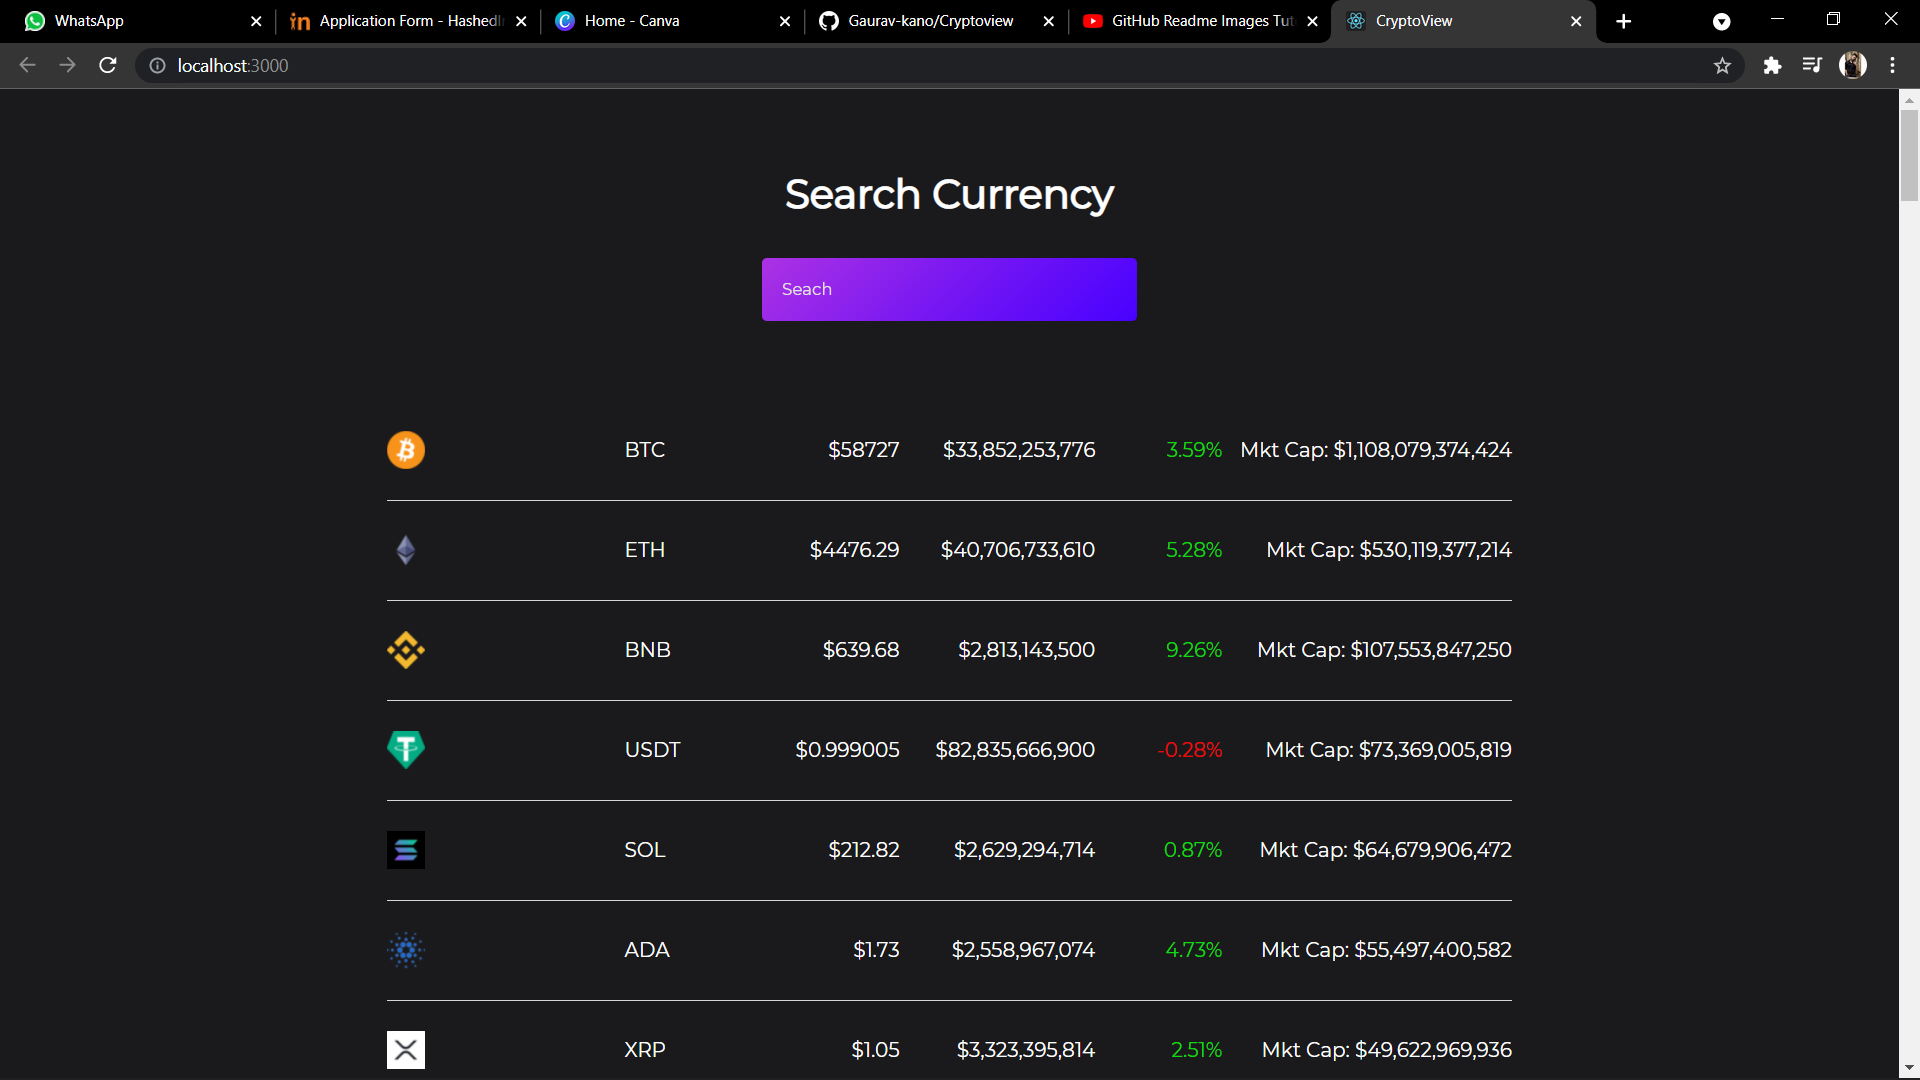 WhatsApp
Application Form - HashedIn
Home - Canva
Gaurav-kano/Cryptoview
GitHub Readme Images Tut
CryptoView
localhost:3000
Search Currency
Seach
BTC $58727 $33,852,253,776 3.59% Mkt Cap: $1,108,079,374,424
ETH $4476.29 $40,706,733,610 5.28% Mkt Cap: $530,119,377,214
BNB $639.68 $2,813,143,500 9.26% Mkt Cap: $107,553,847,250
USDT $0.999005 $82,835,666,900 -0.28% Mkt Cap: $73,369,005,819
SOL $212.82 $2,629,294,714 0.87% Mkt Cap: $64,679,906,472
ADA $1.73 $2,558,967,074 4.73% Mkt Cap: $55,497,400,582
XRP $1.05 $3,323,395,814 2.51% Mkt Cap: $49,622,969,936